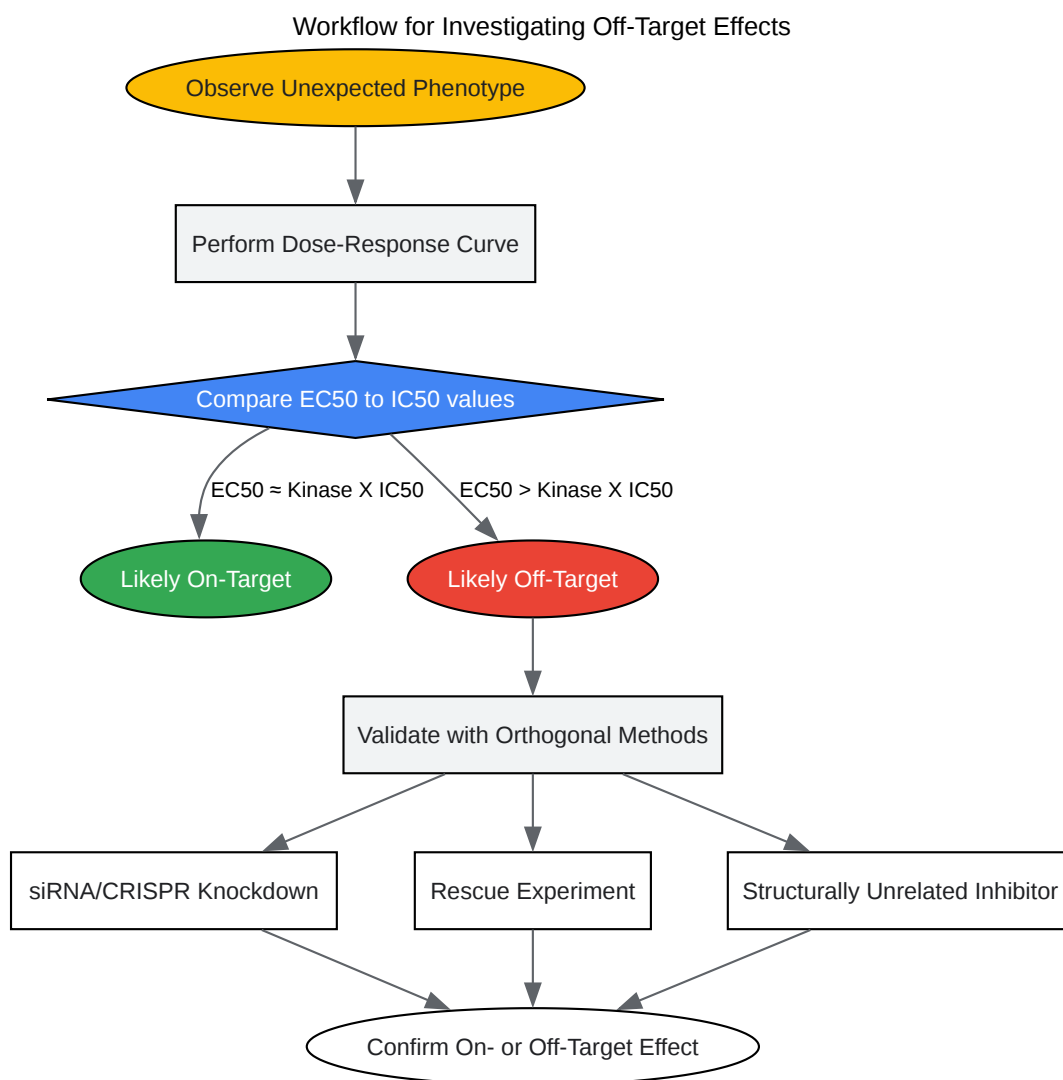 Workflow for Investigating Off-Target Effects
Observe Unexpected Phenotype
Perform Dose-Response Curve
Compare EC50 to IC50 values
EC50 ≈ Kinase X IC50
EC50 > Kinase X IC50
Likely On-Target
Likely Off-Target
Validate with Orthogonal Methods
siRNA/CRISPR Knockdown
Rescue Experiment
Structurally Unrelated Inhibitor
Confirm On- or Off-Target Effect